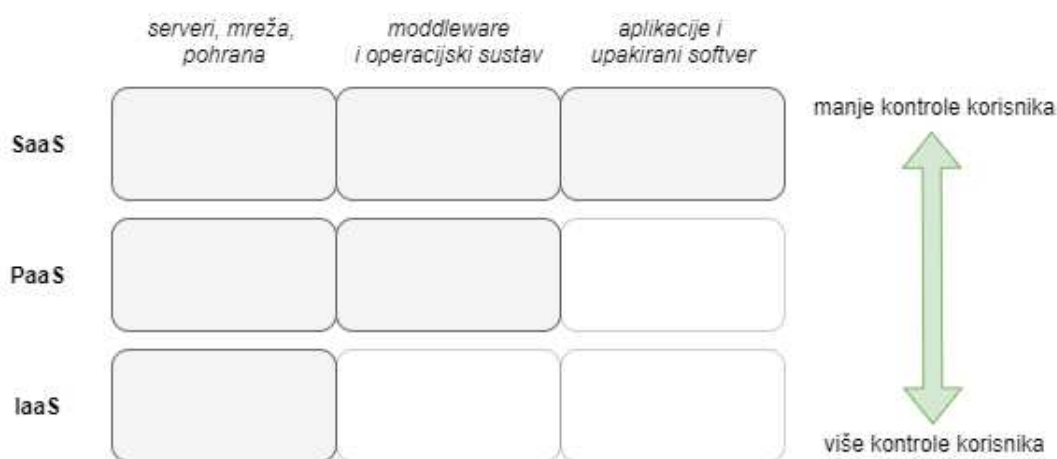 serveri, mreža,
pohrana
moddleware
i operacijski sustav
aplikacije i
upakirani softver
manje kontrole korisnika
SaaS
PaaS
IaaS
više kontrole korisnika